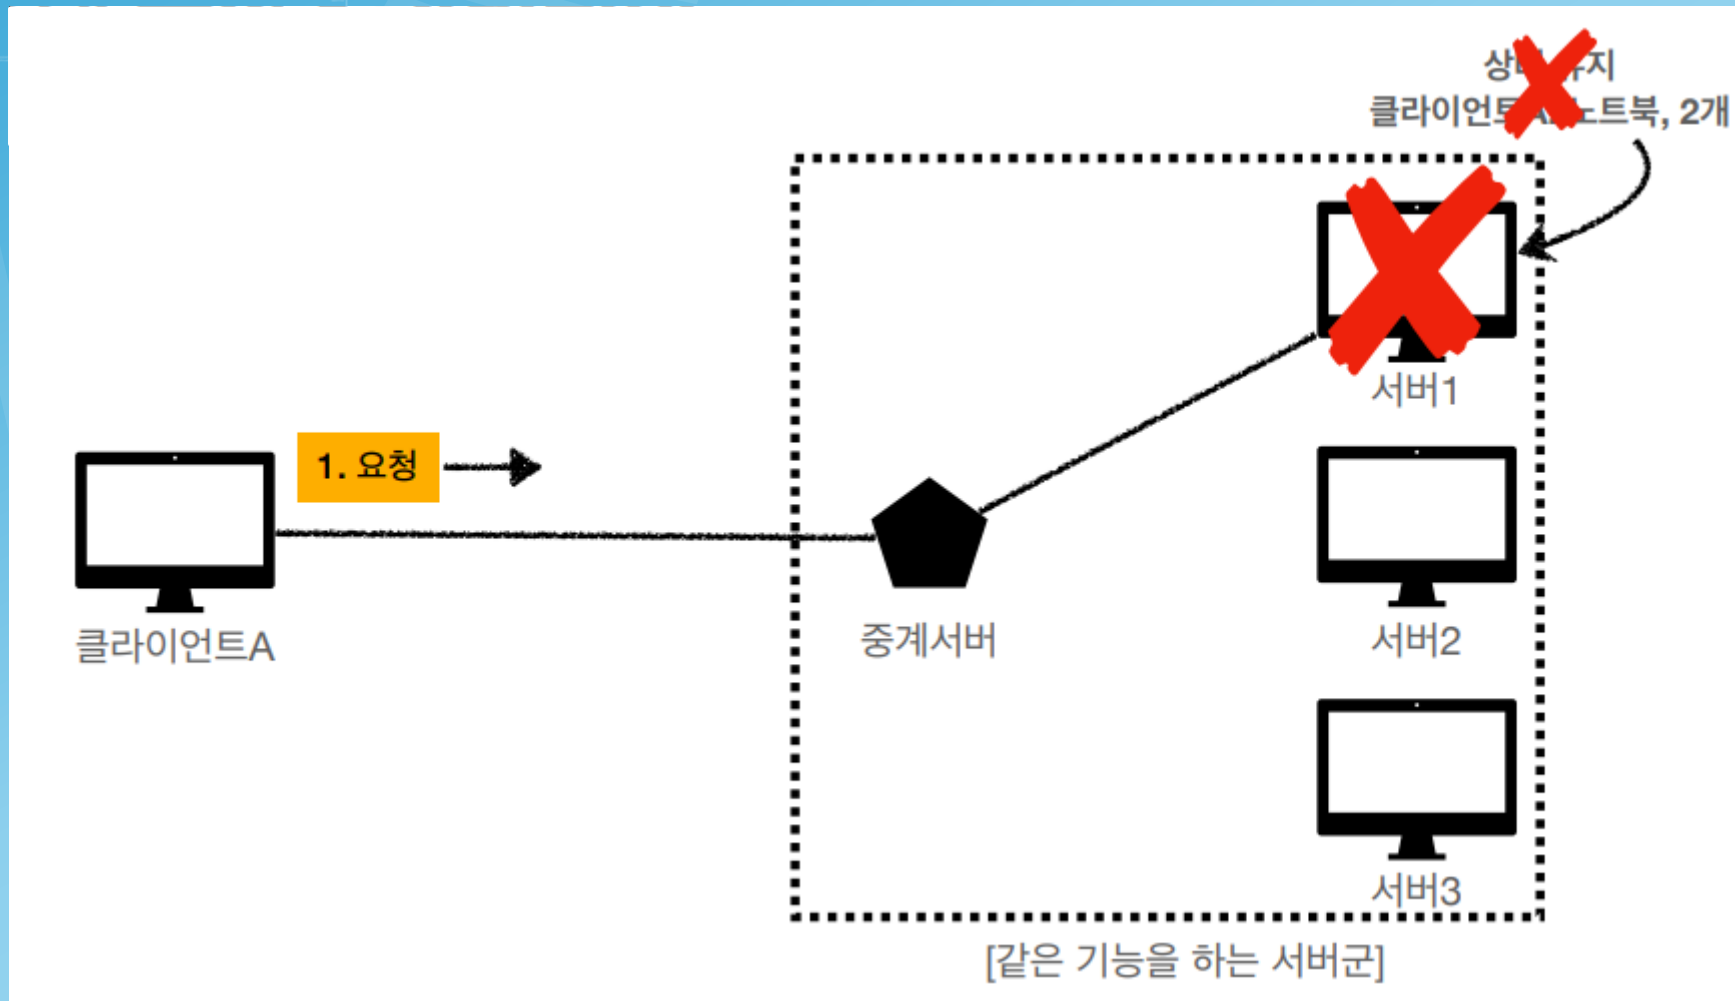 지
클라이언트 노트북, 2개
서버1
1. 요청
클라이언트A
중계서버
서버2
서버3
[같은 기능을 하는 서버군]